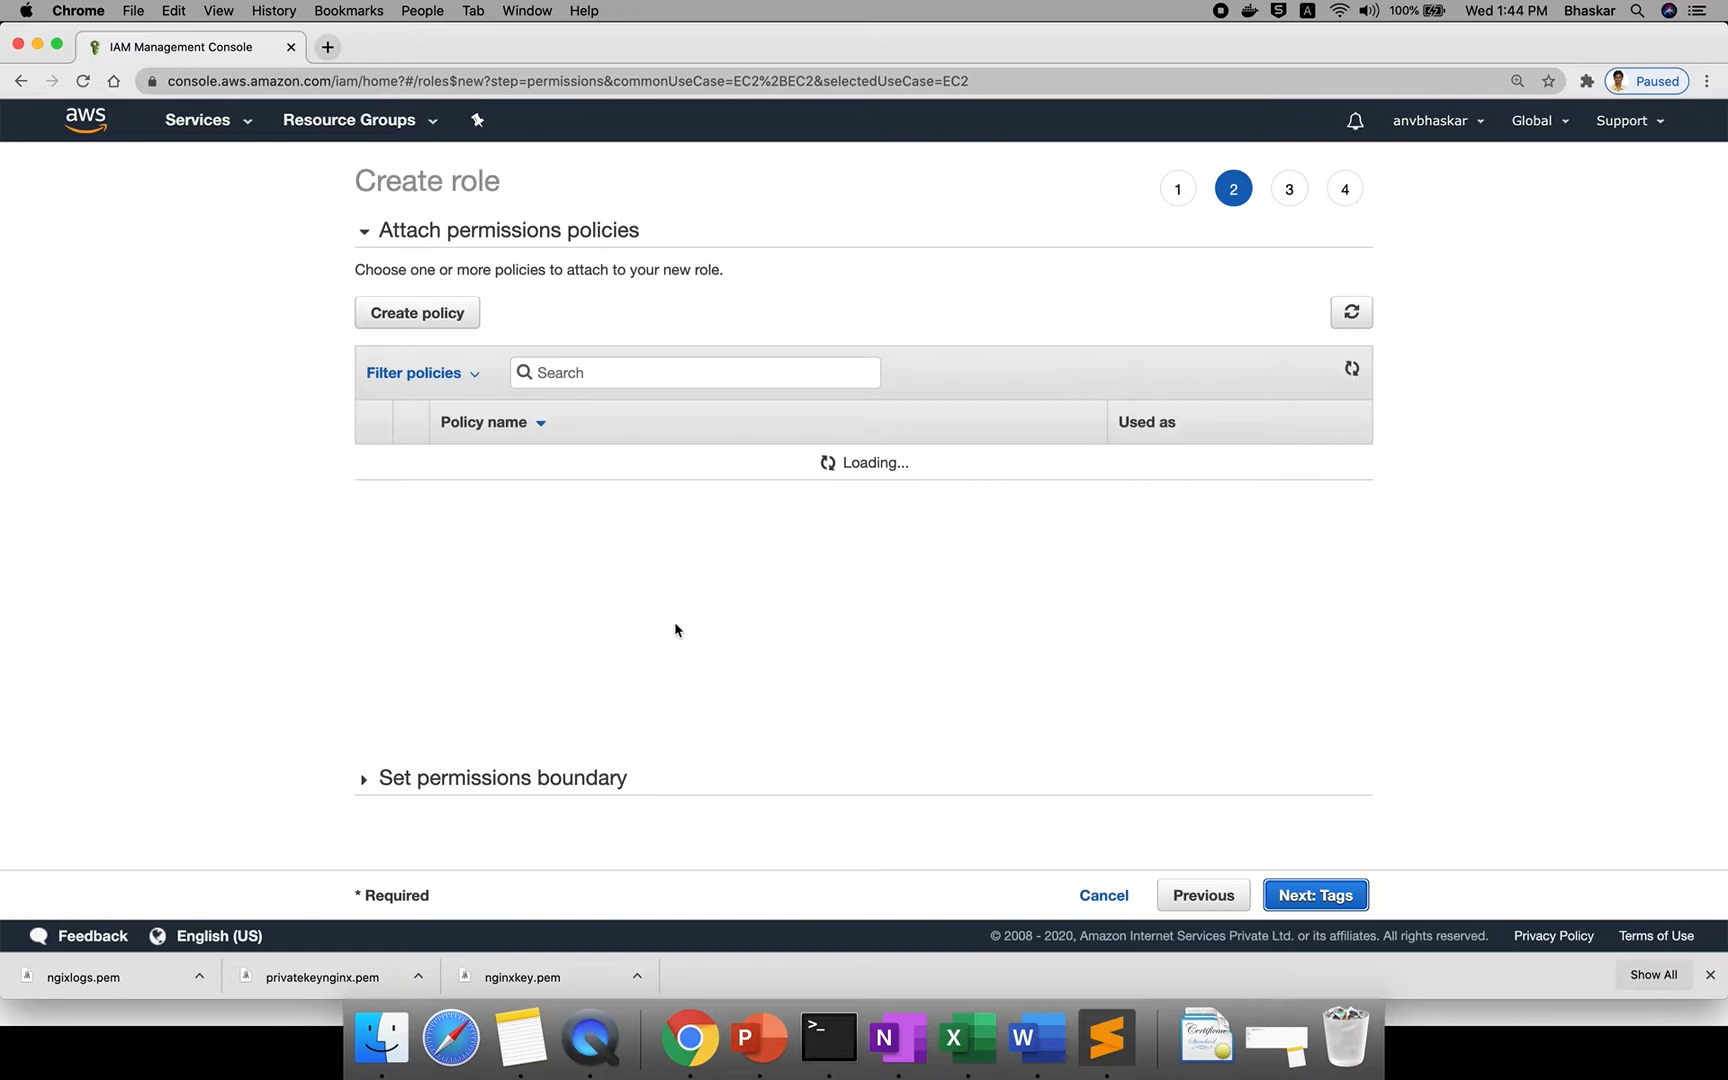 Chrome File Edit View History Bookmarks People Tab Window Help 100% Wed 1:44 PM Bhaskar
IAM Management Console
console.aws.amazon.com/iam/home?#/roles$new?step=permissions&commonUseCase=EC2%2BEC2&selectedUseCase=EC2 Paused
aws Services Resource Groups anvbhaskar Global Support
Create role 1 2 3 4
Attach permissions policies
Choose one or more policies to attach to your new role.
Create policy
Filter policies Search
Policy name Used as
Loading...
Set permissions boundary
* Required Cancel Previous Next: Tags
Feedback English (US) © 2008 - 2020, Amazon Internet Services Private Ltd. or its affiliates. All rights reserved. Privacy Policy Terms of Use
ngixlogs.pem privatekeynginx.pem nginxkey.pem Show All
P >_ N X W Certificate